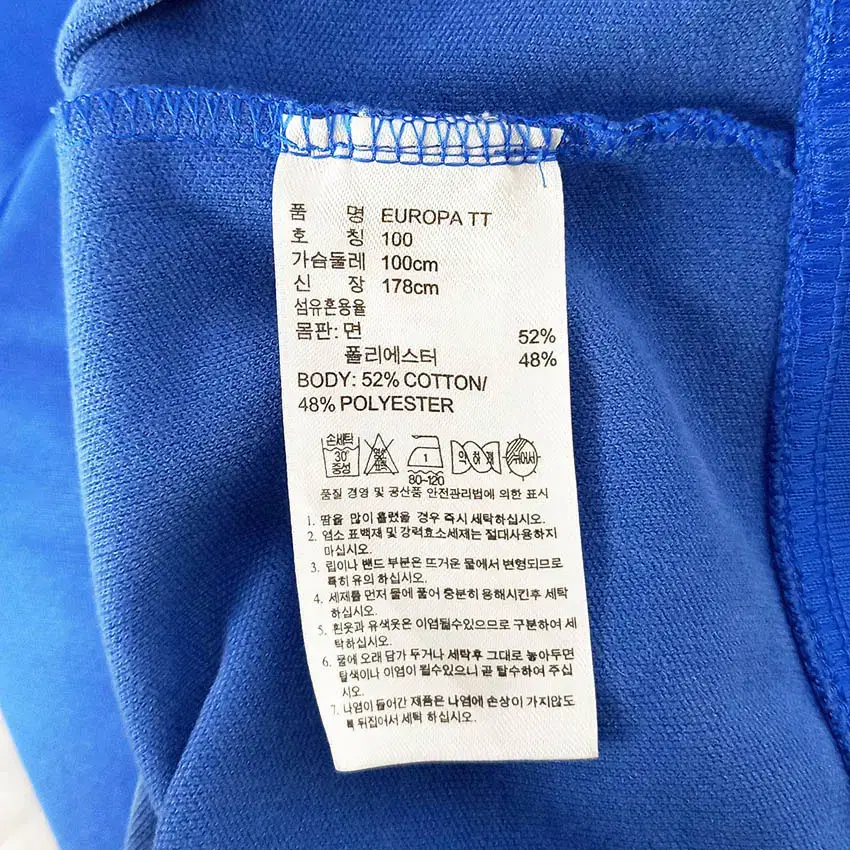 품 명 EUROPA TT
호 칭 100
가슴둘레 100cm
신 장 178cm
섬유혼용율
몸판: 면 52%
폴리에스터 48%
BODY: 52% COTTON/
48% POLYESTER
손세탁
30°
중성
1
80-120
약하게
뉘어서
품질 경영 및 공산품 안전관리법에 의한 표시
1. 땀을 많이 흘렸을 경우 즉시 세탁하십시오.
2. 염소 표백제 및 강력효소세제는 절대사용하지
마십시오.
3. 립이나 밴드 부분은 뜨거운 물에서 변형되므로
특히 유의 하십시오.
4. 세제를 먼저 물에 풀어 충분히 용해시킨후 세탁
하십시오.
5. 흰옷과 유색옷은 이염될수있으므로 구분하여 세
탁하십시오.
6. 물에 오래 담가 두거나 세탁후 그대로 놓아두면
탈색이나 이염이 될수있으니 곧 탈수하여 주십
시오.
7. 나염이 들어간 제품은 나염에 손상이 가지않도
록 뒤집어서 세탁 하십시오.